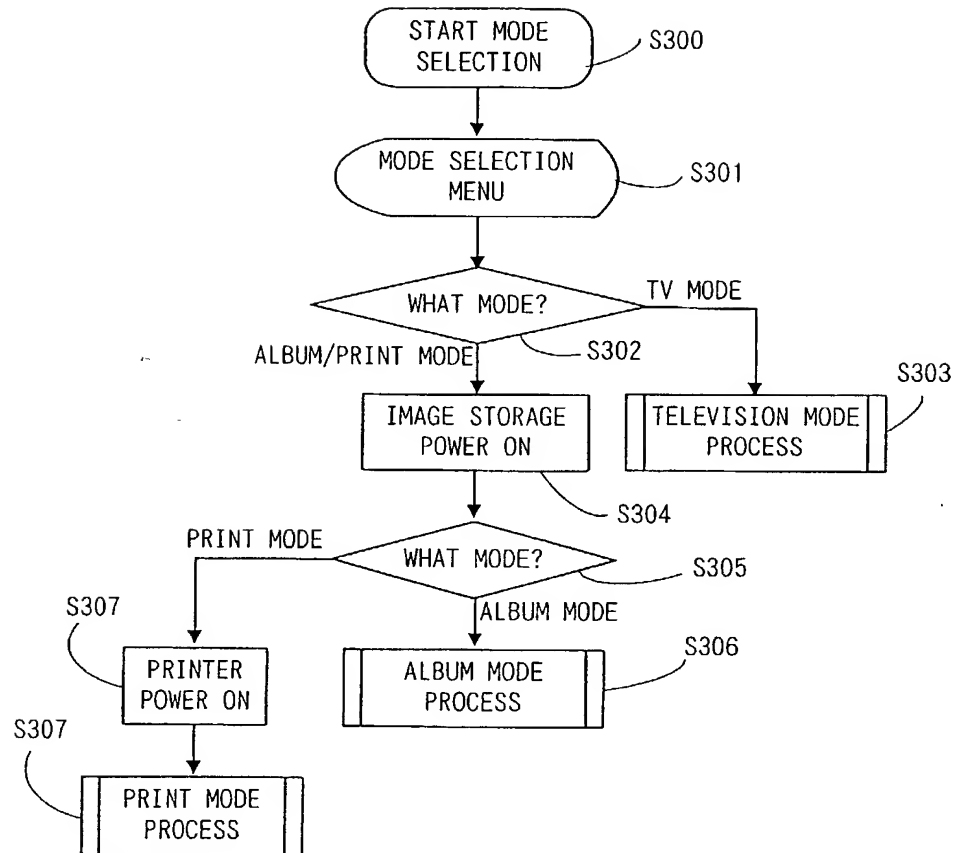 START MODE
SELECTION
S300
MODE SELECTION
MENU
S301
WHAT MODE?
TV MODE
S302
ALBUM/PRINT MODE
S303
IMAGE STORAGE
POWER ON
TELEVISION MODE
PROCESS
S304
PRINT MODE
WHAT MODE?
S305
ALBUM MODE
S307
PRINTER
POWER ON
ALBUM MODE
PROCESS
S306
S307
PRINT MODE
PROCESS